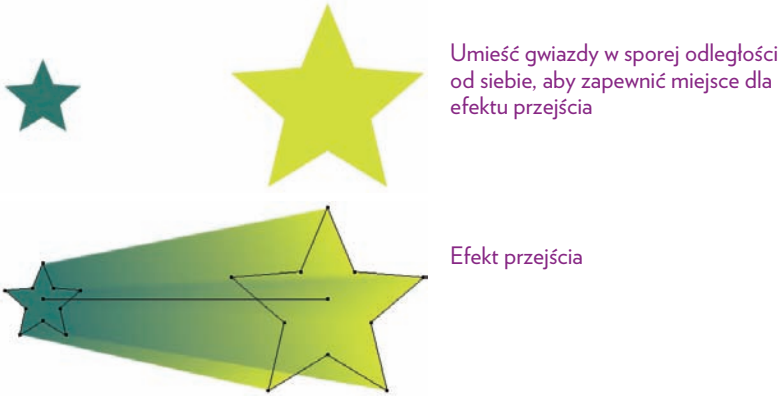 Umieść gwiazdy w sporej odległości
od siebie, aby zapewnić miejsce dla
efektu przejścia
Efekt przejścia